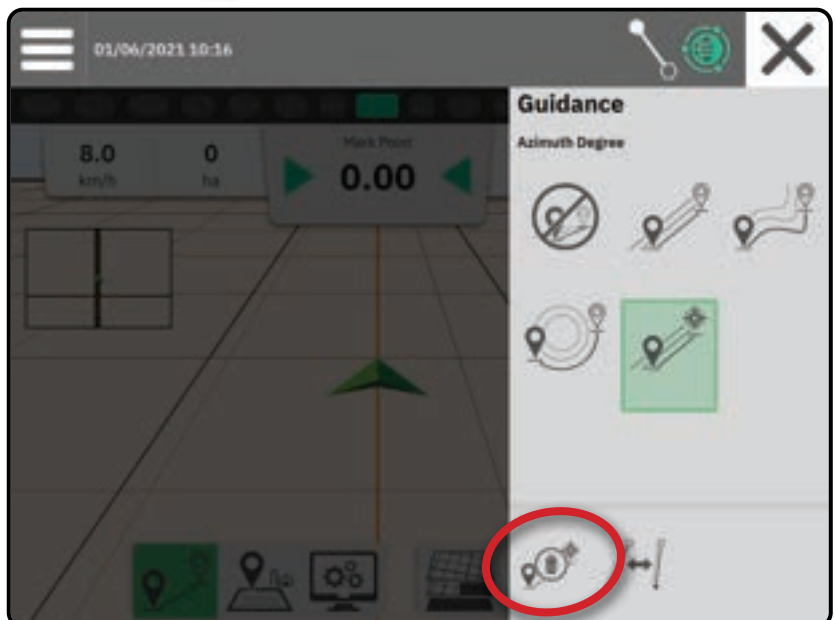 01/06/2021 10:16
Guidance
Azimuth Degree
8.0
km/h
0
ha
Mark Point
0.00